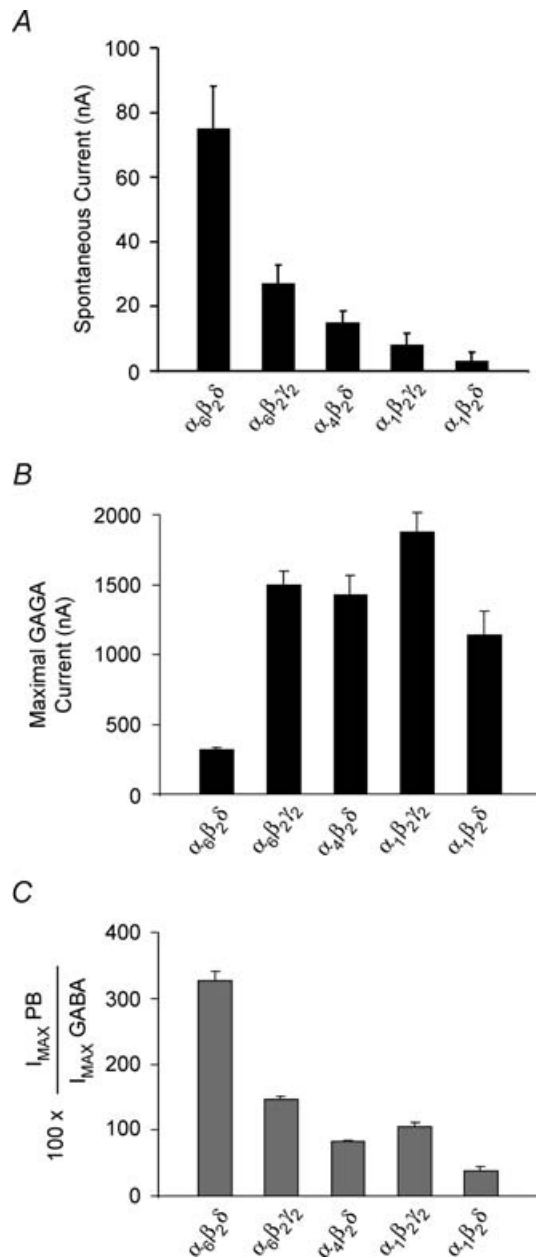 A
Spontaneous Current (nA)
100
80
60
40
20
0
α6β2δ
α6β2γ2
α4β2δ
α1β2γ2
α1β2δ
B
Maximal GAGA
Current (nA)
2000
1500
1000
500
0
α6β2δ
α6β2γ2
α4β2δ
α1β2γ2
α1β2δ
C
100 x
IMAX PB
IMAX GABA
400
300
200
100
0
α6β2δ
α6β2γ2
α4β2δ
α1β2γ2
α1β2δ